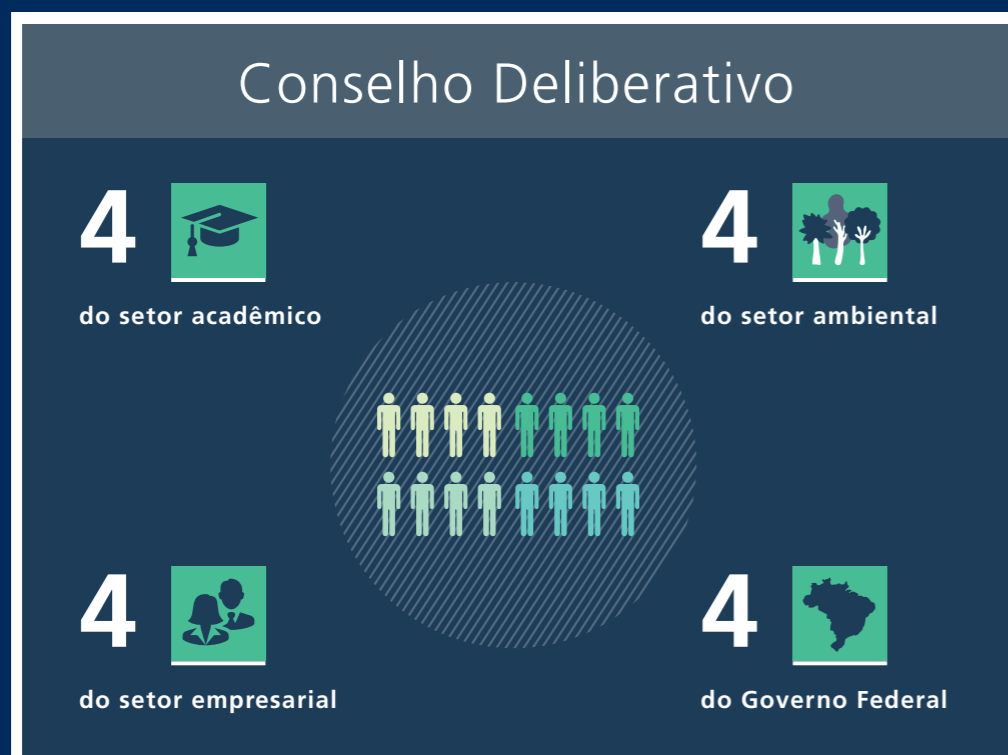 Conselho Deliberativo
4
do setor acadêmico
4
do setor ambiental
4
do setor empresarial
4
do Governo Federal